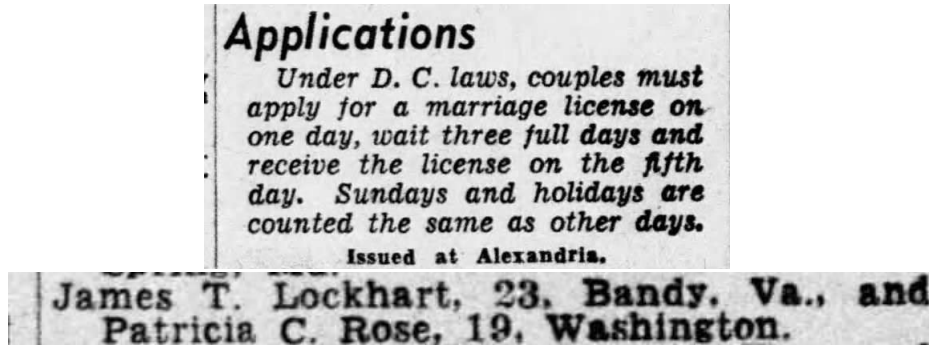 Applications
Under D. C. laws, couples must
apply for a marriage license on
one day, wait three full days and
receive the license on the fifth
day. Sundays and holidays are
counted the same as other days.
Issued at Alexandria.
James T. Lockhart, 23, Bandy, Va., and
Patricia C. Rose, 19, Washington.